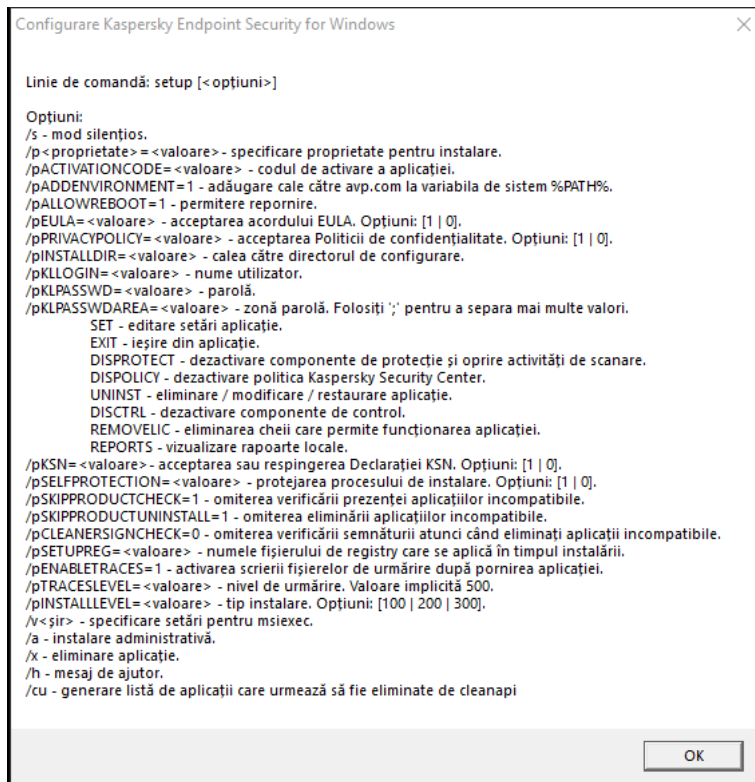 Configurare Kaspersky Endpoint Security for Windows
Linie de comandă: setup [<opțiuni>]
Opțiuni:
/s - mod silențios.
/p<proprietate>=<valoare>- specificare proprietate pentru instalare.
/pACTIVATIONCODE=<valoare> - codul de activare a aplicației.
/pADDENVIRONMENT=1 - adăugare cale către avp.com la variabila de sistem %PATH%.
/pALLOWREBOOT=1 - permitere repornire.
/pEULA=<valoare> - acceptarea acordului EULA. Opțiuni: [1 | 0].
/pPRIVACYPOLICY=<valoare> - acceptarea Politicii de confidențialitate. Opțiuni: [1 | 0].
/pINSTALLDIR=<valoare> - calea către directorul de configurare.
/pKLLOGIN=<valoare> - nume utilizator.
/pKLPASSWD=<valoare> - parolă.
/pKLPASSWDAREA=<valoare> - zonă parolă. Folosiți ';' pentru a separa mai multe valori.
SET - editare setări aplicație.
EXIT - ieșire din aplicație.
DISPROTECT - dezactivare componente de protecție și oprire activități de scanare.
DISPOLICY - dezactivare politica Kaspersky Security Center.
UNINST - eliminare / modificare / restaurare aplicație.
DISCTRL - dezactivare componente de control.
REMOVELIC - eliminarea cheii care permite funcționarea aplicației.
REPORTS - vizualizare rapoarte locale.
/pKSN=<valoare>- acceptarea sau respingerea Declarației KSN. Opțiuni: [1 | 0].
/pSELFPROTECTION=<valoare> - protejarea procesului de instalare. Opțiuni: [1 | 0].
/pSKIPPRODUCTCHECK=1 - omiterea verificării prezenței aplicațiilor incompatibile.
/pSKIPPRODUCTUNINSTALL=1 - omiterea eliminării aplicațiilor incompatibile.
/pCLEANERSIGNCHECK=0 - omiterea verificării semnăturii atunci când eliminați aplicații incompatibile.
/pSETUPREG=<valoare> - numele fișierului de registry care se aplică în timpul instalării.
/pENABLETRACES=1 - activarea scrierii fișierelor de urmărire după pornirea aplicației.
/pTRACESLEVEL=<valoare> - nivel de urmărire. Valoare implicită 500.
/pINSTALLLEVEL=<valoare> - tip instalare. Opțiuni: [100 | 200 | 300].
/v<șir> - specificare setări pentru msiexec.
/a - instalare administrativă.
/x - eliminare aplicație.
/h - mesaj de ajutor.
/cu - generare listă de aplicații care urmează să fie eliminate de cleanapi
OK